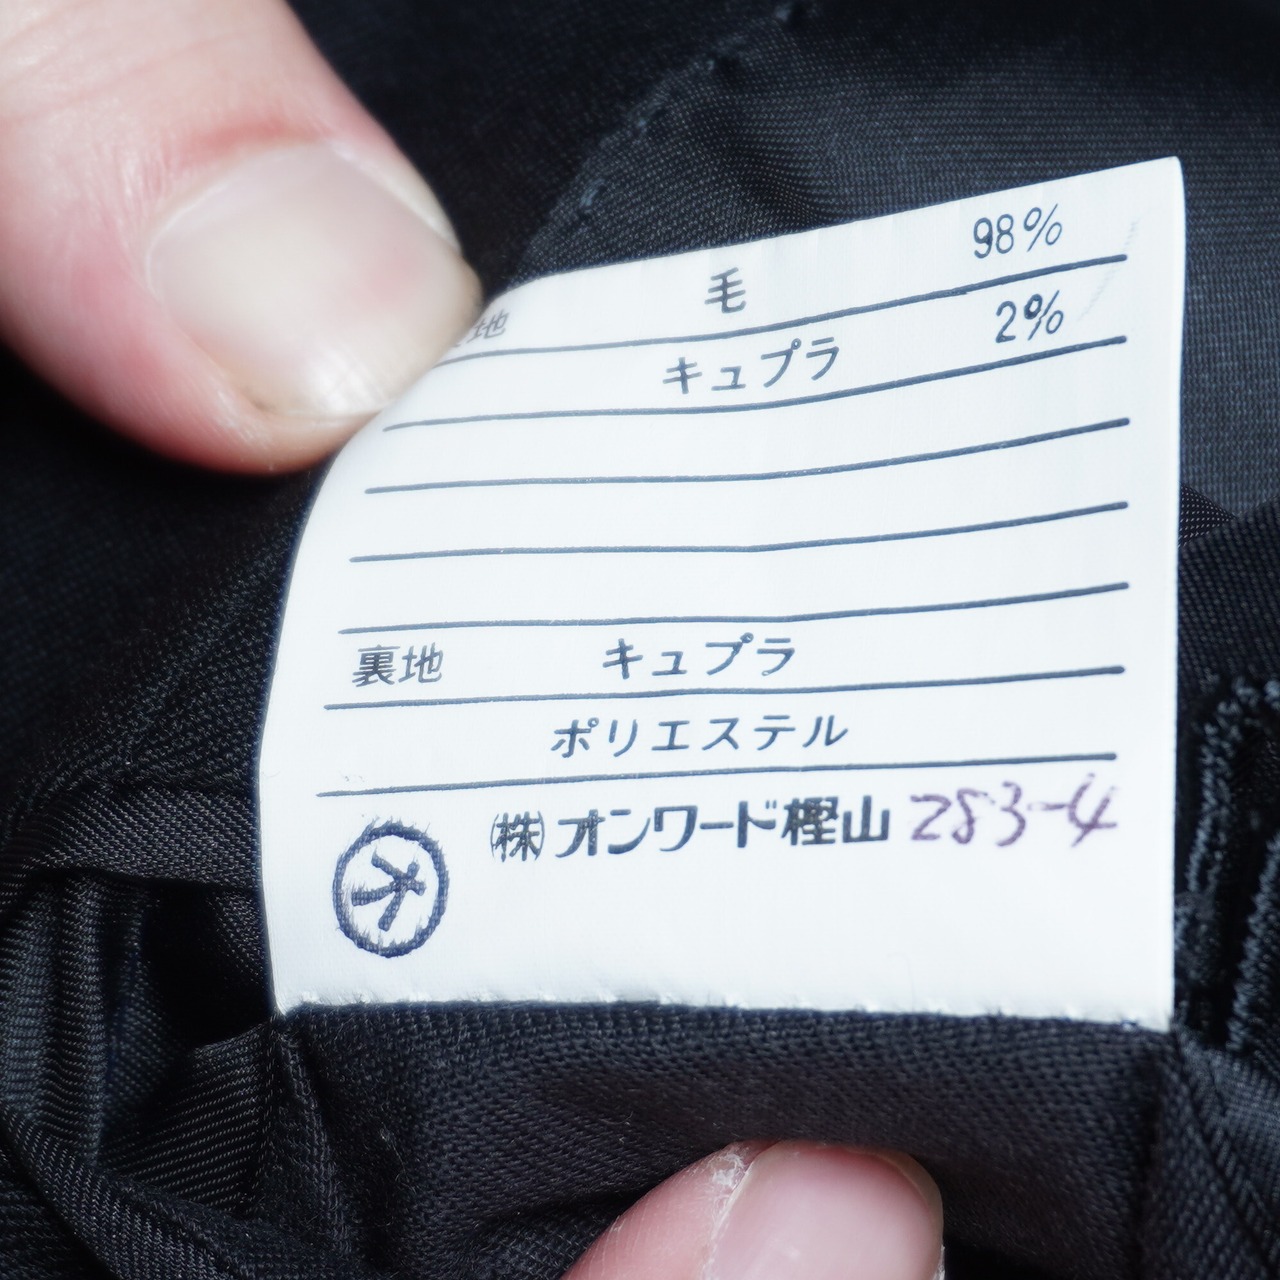 地 毛 98%
キュプラ 2%
裏地 キュプラ
ポリエステル
㈱オンワード樫山 283-4